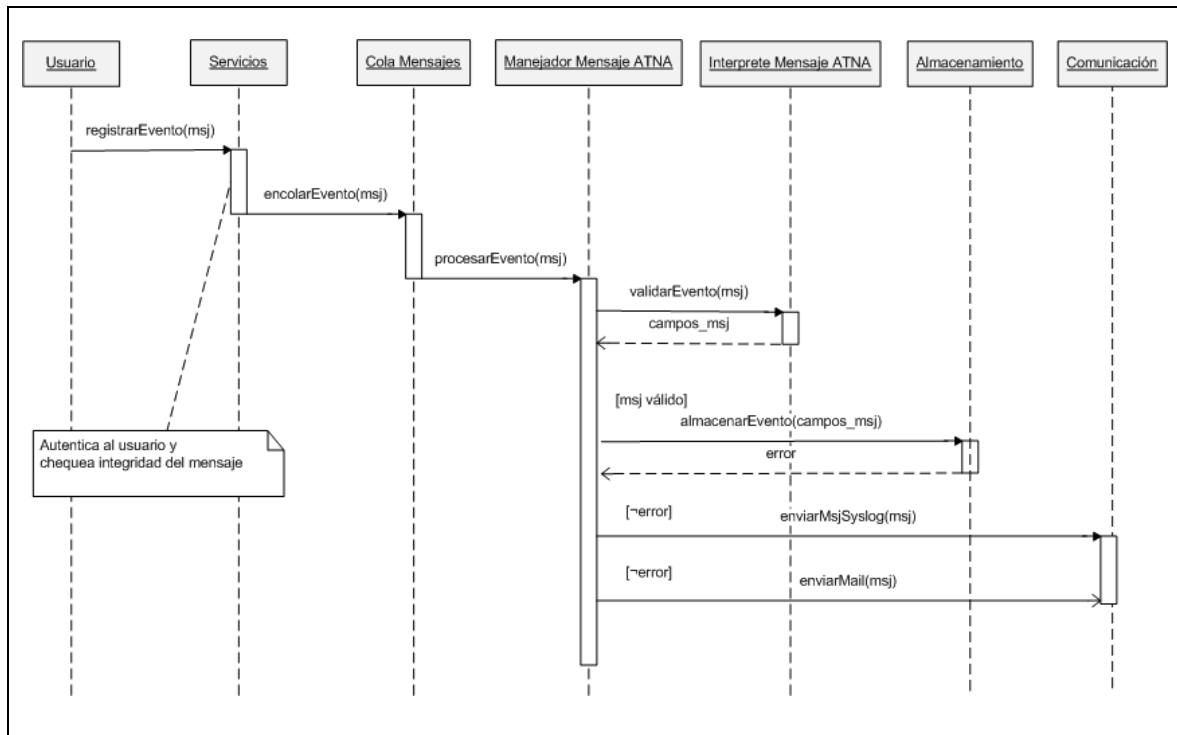 Usuario
Servicios
Cola Mensajes
Manejador Mensaje ATNA
Interprete Mensaje ATNA
Almacenamiento
Comunicación
registrarEvento(msj)
encolarEvento(msj)
procesarEvento(msj)
validarEvento(msj)
campos_msj
[msj válido]
almacenarEvento(campos_msj)
error
Autentica al usuario y
chequea integridad del mensaje
[¬error]
enviarMsjSyslog(msj)
[¬error]
enviarMail(msj)